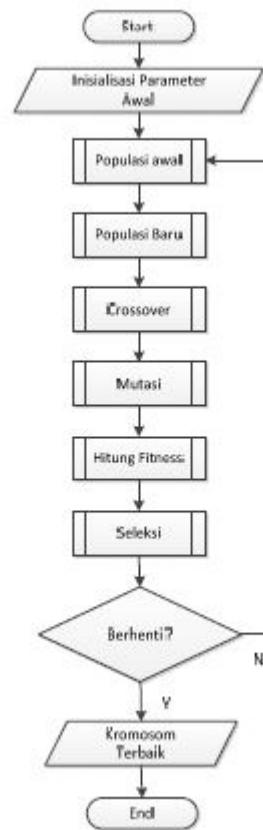 Start
Inisialisasi Parameter
Awal
Populasi awal
Populasi Baru
Crossover
Mutasi
Hitung Fitness
Seleksi
Berhenti?
N
Y
Kromosom
Terbaik
End